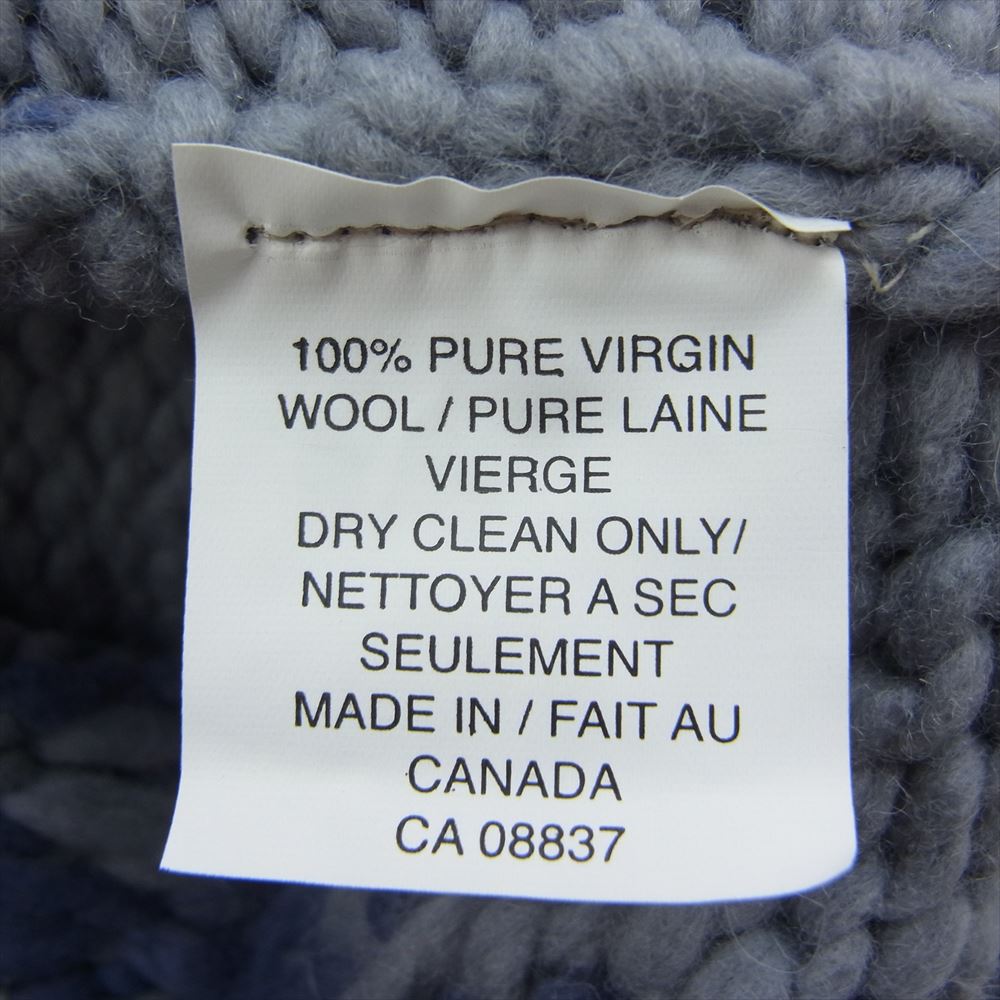 100% PURE VIRGIN
WOOL / PURE LAINE
VIERGE
DRY CLEAN ONLY/
NETTOYER A SEC
SEULEMENT
MADE IN / FAIT AU
CANADA
CA 08837